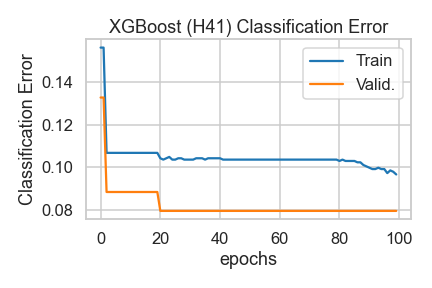 XGBoost (H41) Classification Error
Classification Error
0.14
0.12
0.10
0.08
Train
Valid.
0 20 40 60 80 100
epochs